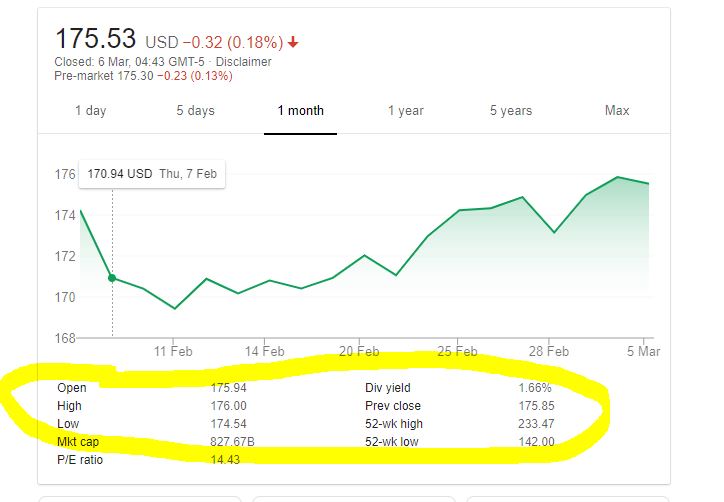 175.53 USD −0.32 (0.18%)
Closed: 6 Mar, 04:43 GMT-5 · Disclaimer
Pre-market 175.30 −0.23 (0.13%)
1 day 5 days 1 month 1 year 5 years Max
176
170.94 USD Thu, 7 Feb
174
172
170
168
11 Feb 14 Feb 20 Feb 25 Feb 28 Feb 5 Mar
Open 175.94 Div yield 1.66%
High 176.00 Prev close 175.85
Low 174.54 52-wk high 233.47
Mkt cap 827.67B 52-wk low 142.00
P/E ratio 14.43